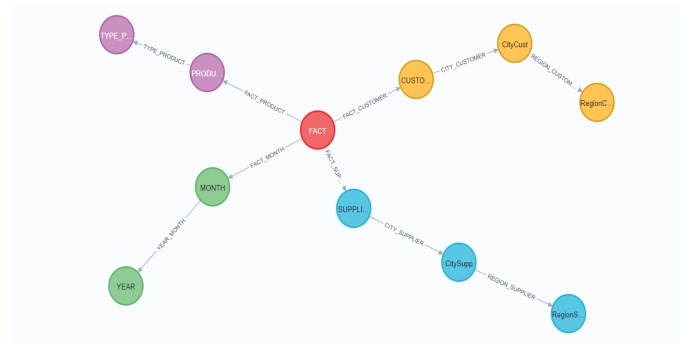 TYPE_P...
TYPE_PRODUCT
PRODU...
FACT_PRODUCT
FACT
FACT_CUSTOMER
CUSTO...
CITY_CUSTOMER
CityCust
REGION_CUSTOM...
RegionC...
FACT_MONTH
MONTH
YEAR_MONTH
YEAR
FACT_SUP...
SUPPLI...
CITY_SUPPLIER
CitySupp
REGION_SUPPLIER
RegionS...